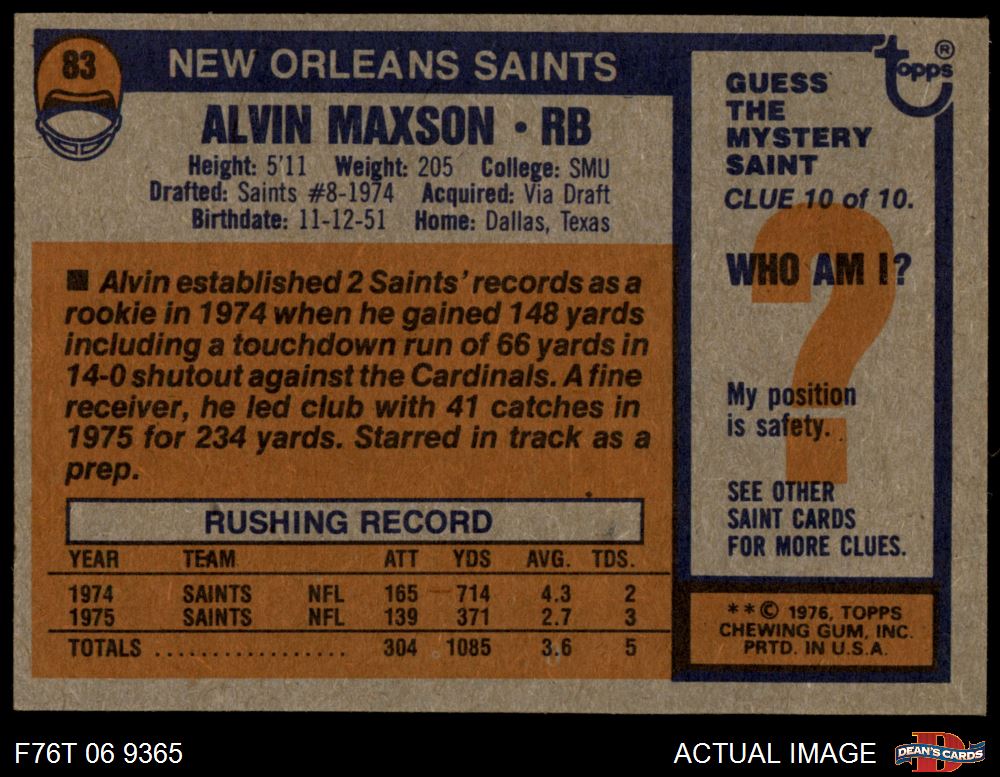 83
NEW ORLEANS SAINTS
ALVIN MAXSON • RB
Height: 5'11 Weight: 205 College: SMU
Drafted: Saints #8-1974 Acquired: Via Draft
Birthdate: 11-12-51 Home: Dallas, Texas
■ Alvin established 2 Saints' records as a
rookie in 1974 when he gained 148 yards
including a touchdown run of 66 yards in
14-0 shutout against the Cardinals. A fine
receiver, he led club with 41 catches in
1975 for 234 yards. Starred in track as a
prep.
RUSHING RECORD
YEAR TEAM ATT YDS AVG. TDS.
1974 SAINTS NFL 165 714 4.3 2
1975 SAINTS NFL 139 371 2.7 3
TOTALS .................. 304 1085 3.6 5
Topps ®
GUESS
THE
MYSTERY
SAINT
CLUE 10 of 10.
?
WHO AM I?
My position
is safety.
SEE OTHER
SAINT CARDS
FOR MORE CLUES.
* * © 1976, TOPPS
CHEWING GUM, INC.
PRTD. IN U.S.A.
F76T 06 9365
ACTUAL IMAGE
D
DEAN'S CARDS